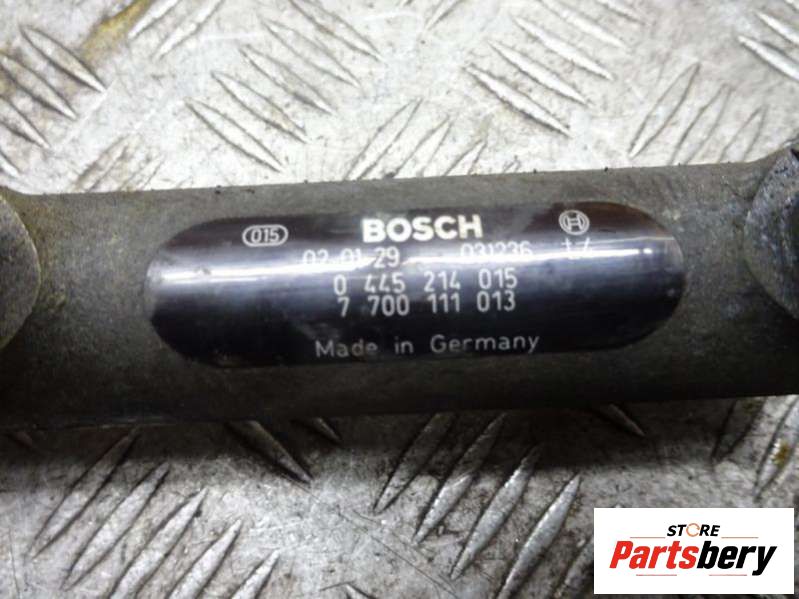 015 BOSCH
02 01 29 031236
0 445 214 015
7 700 111 013
Made in Germany
STORE
Partsbery